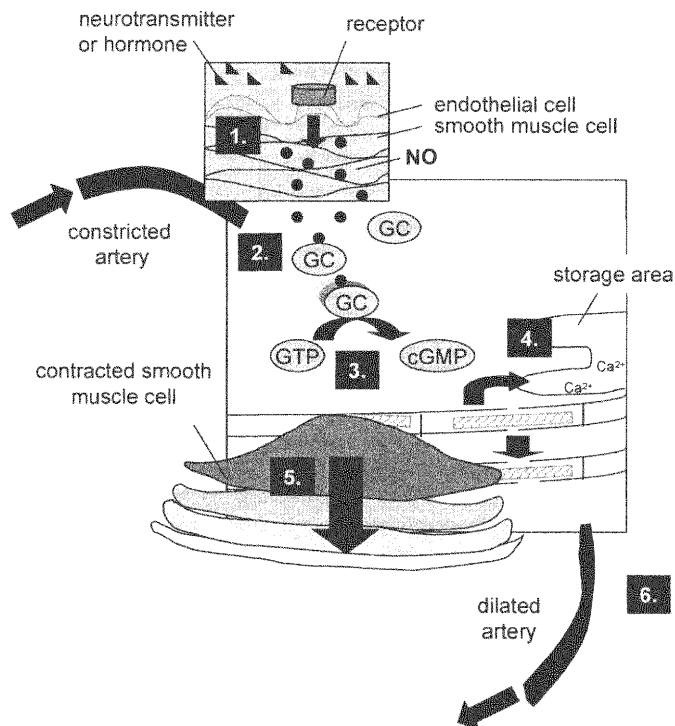 neurotransmitter
or hormone
receptor
endothelial cell
smooth muscle cell
1.
NO
constricted
artery
2.
GC
GC
GC
storage area
4.
GTP
cGMP
3.
Ca2+
Ca2+
contracted smooth
muscle cell
5.
6.
dilated
artery